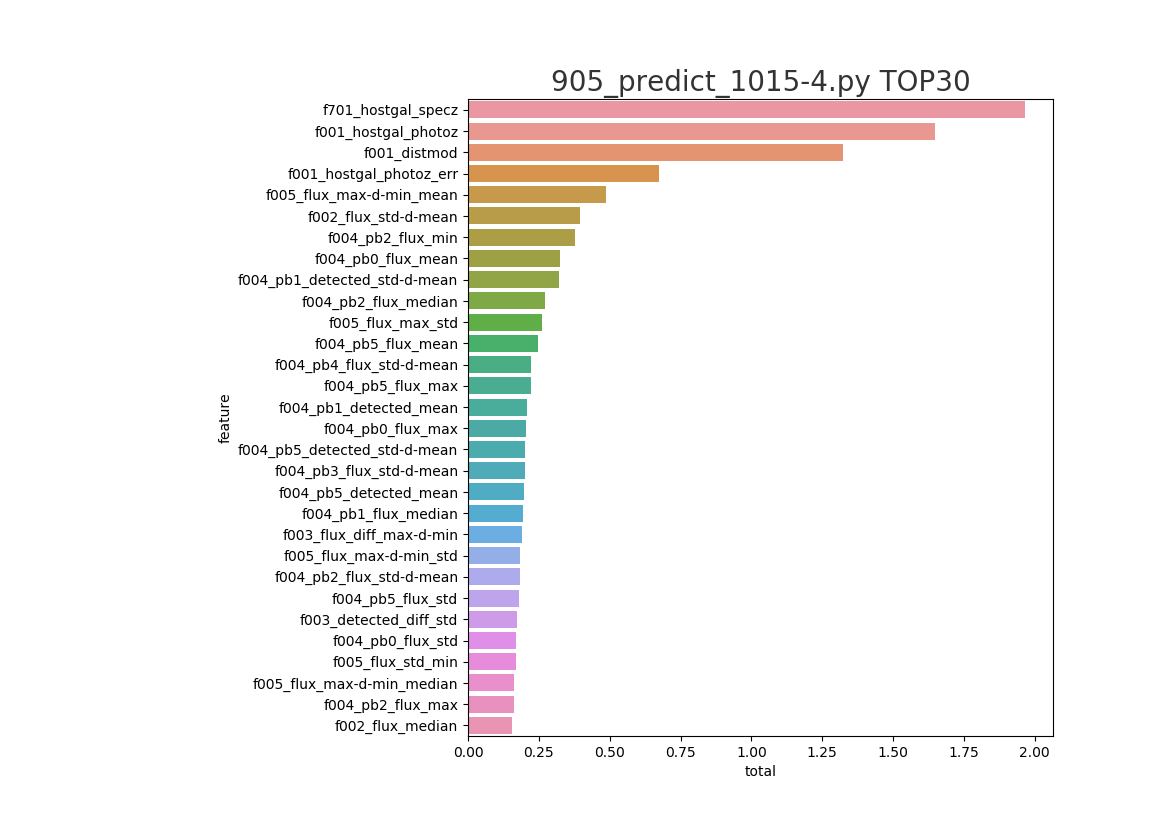 905_predict_1015-4.py TOP30
f701_hostgal_specz
f001_hostgal_photoz
f001_distmod
f001_hostgal_photoz_err
f005_flux_max-d-min_mean
f002_flux_std-d-mean
f004_pb2_flux_min
f004_pb0_flux_mean
f004_pb1_detected_std-d-mean
f004_pb2_flux_median
f005_flux_max_std
f004_pb5_flux_mean
f004_pb4_flux_std-d-mean
f004_pb5_flux_max
f004_pb1_detected_mean
f004_pb0_flux_max
f004_pb5_detected_std-d-mean
f004_pb3_flux_std-d-mean
f004_pb5_detected_mean
f004_pb1_flux_median
f003_flux_diff_max-d-min
f005_flux_max-d-min_std
f004_pb2_flux_std-d-mean
f004_pb5_flux_std
f003_detected_diff_std
f004_pb0_flux_std
f005_flux_std_min
f005_flux_max-d-min_median
f004_pb2_flux_max
f002_flux_median
feature
0.00 0.25 0.50 0.75 1.00 1.25 1.50 1.75 2.00
total